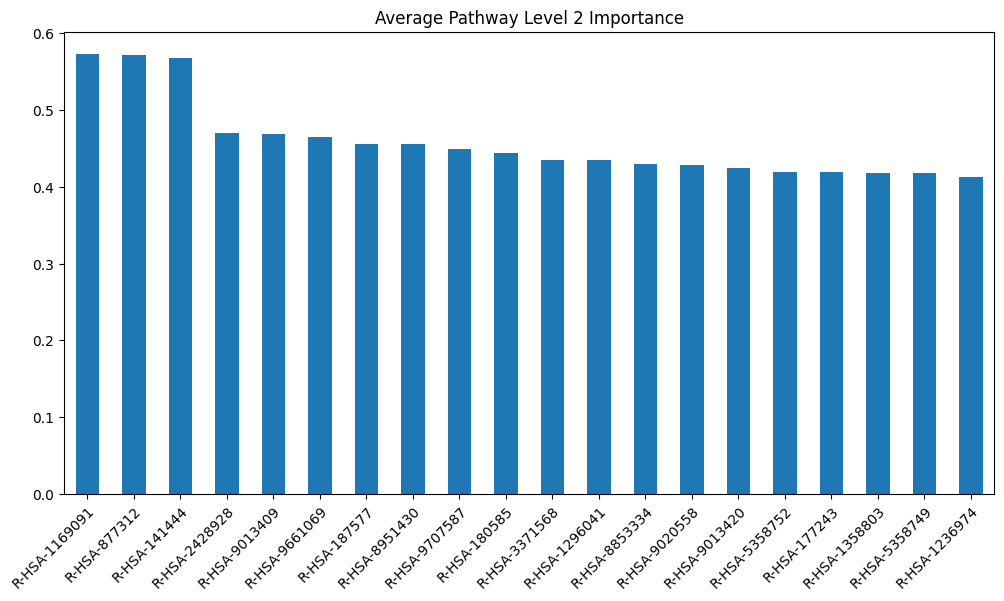 Average Pathway Level 2 Importance
0.6
0.5
0.4
0.3
0.2
0.1
0.0
R-HSA-1169091
R-HSA-877312
R-HSA-141444
R-HSA-2428928
R-HSA-9013409
R-HSA-9661069
R-HSA-187577
R-HSA-8951430
R-HSA-9707587
R-HSA-180585
R-HSA-3371568
R-HSA-1296041
R-HSA-8853334
R-HSA-9020558
R-HSA-9013420
R-HSA-5358752
R-HSA-177243
R-HSA-1358803
R-HSA-5358749
R-HSA-1236974